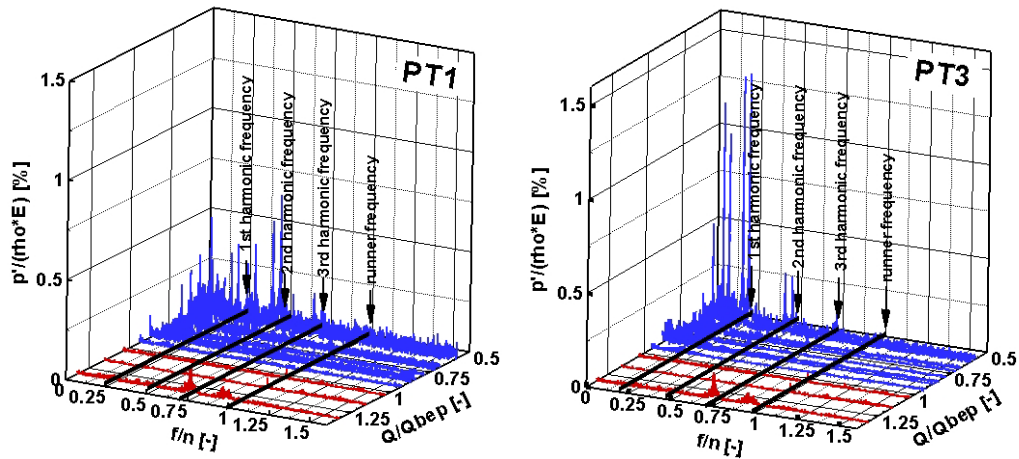 PT1
1.5
1
0.5
0
p'/(rho*E) [%]
1st harmonic frequency
2nd harmonic frequency
3rd harmonic frequency
runner frequency
0
0.25
0.5
0.75
1
1.25
1.5
f/n [-]
0.5
0.75
1
1.25
Q/Qbep [-]
PT3
1.5
1
0.5
0
p'/(rho*E) [%]
1st harmonic frequency
2nd harmonic frequency
3rd harmonic frequency
runner frequency
0
0.25
0.5
0.75
1
1.25
1.5
f/n [-]
0.5
0.75
1
1.25
Q/Qbep [-]